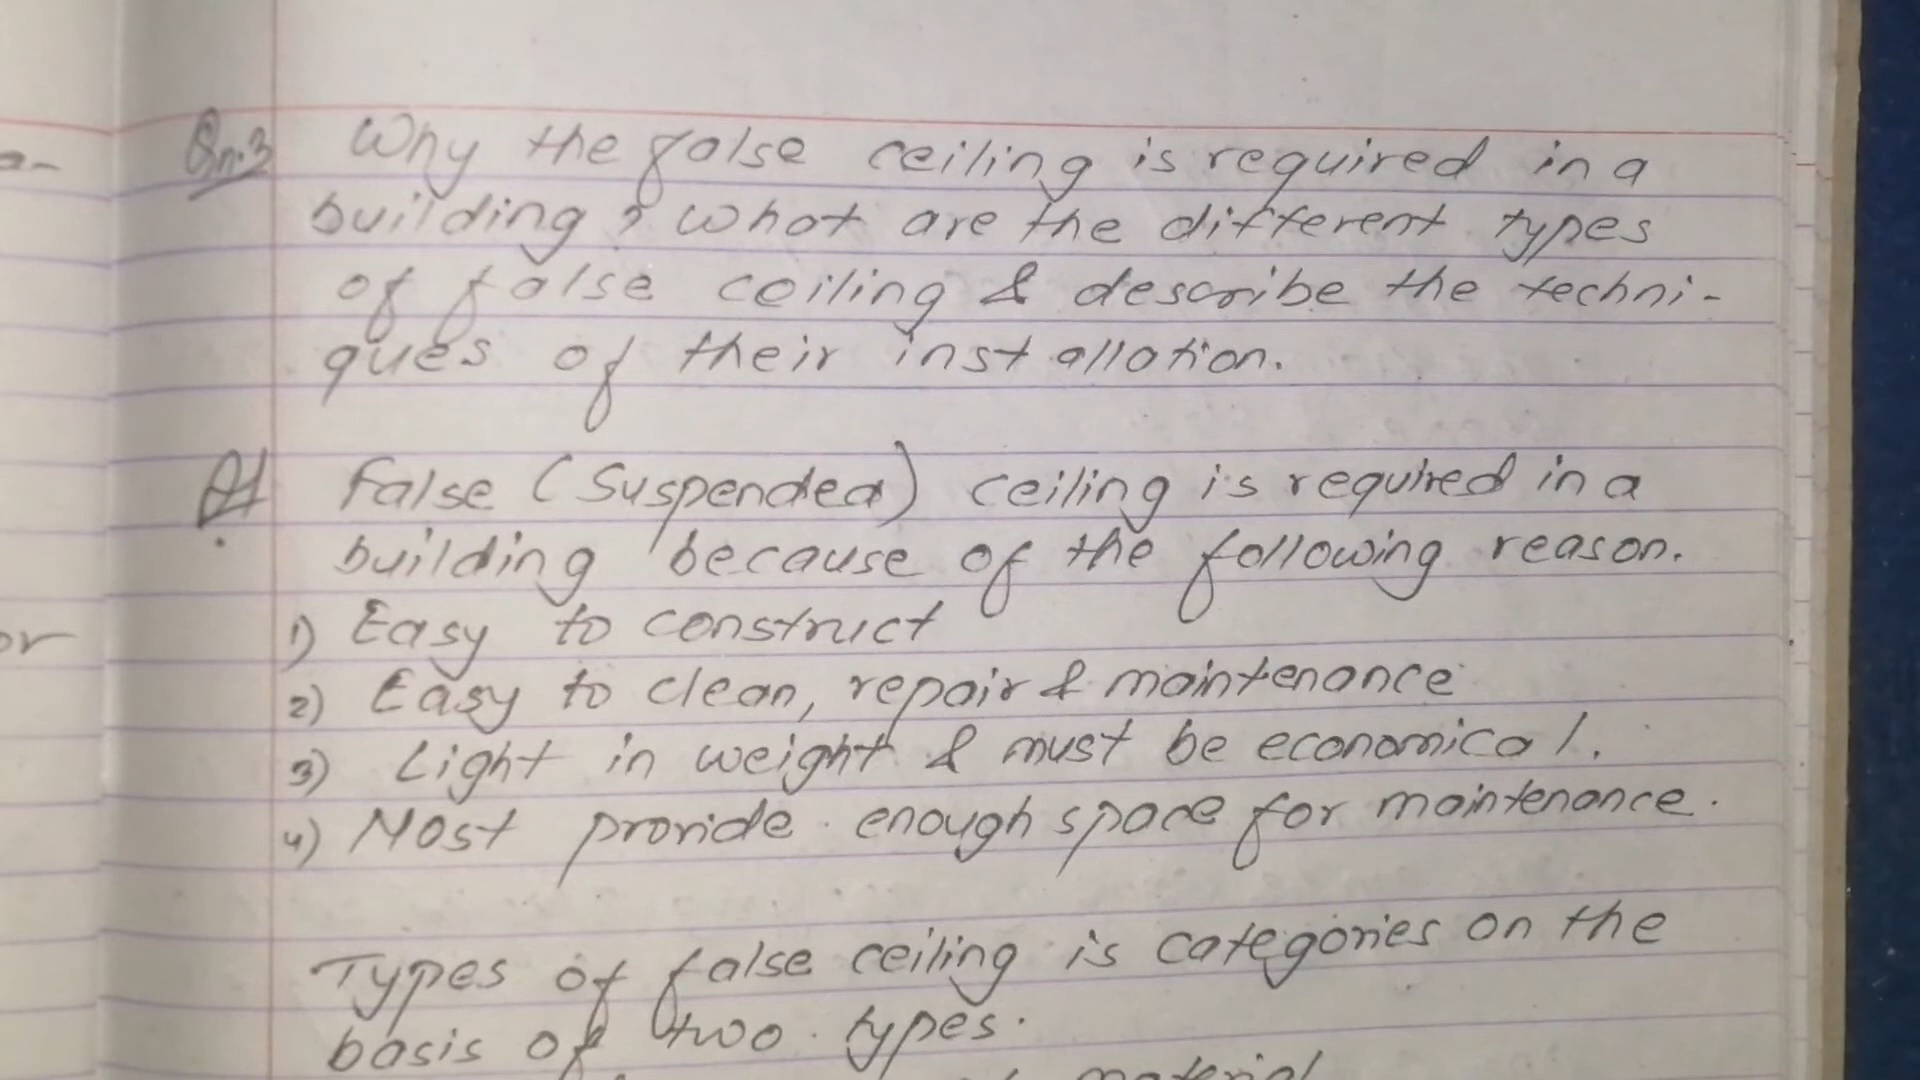 a-
Qn.3 Why the false ceiling is required in a
building? What are the different types
of false ceiling & describe the techni-
ques of their installation.
A1 False (Suspended) ceiling is required in a
building because of the following reason.
1) Easy to construct
2) Easy to clean, repair & maintenance
or
3) Light in weight & must be economical.
4) Most provide enough space for maintenance.
Types of false ceiling is categories on the
basis of two types.
material